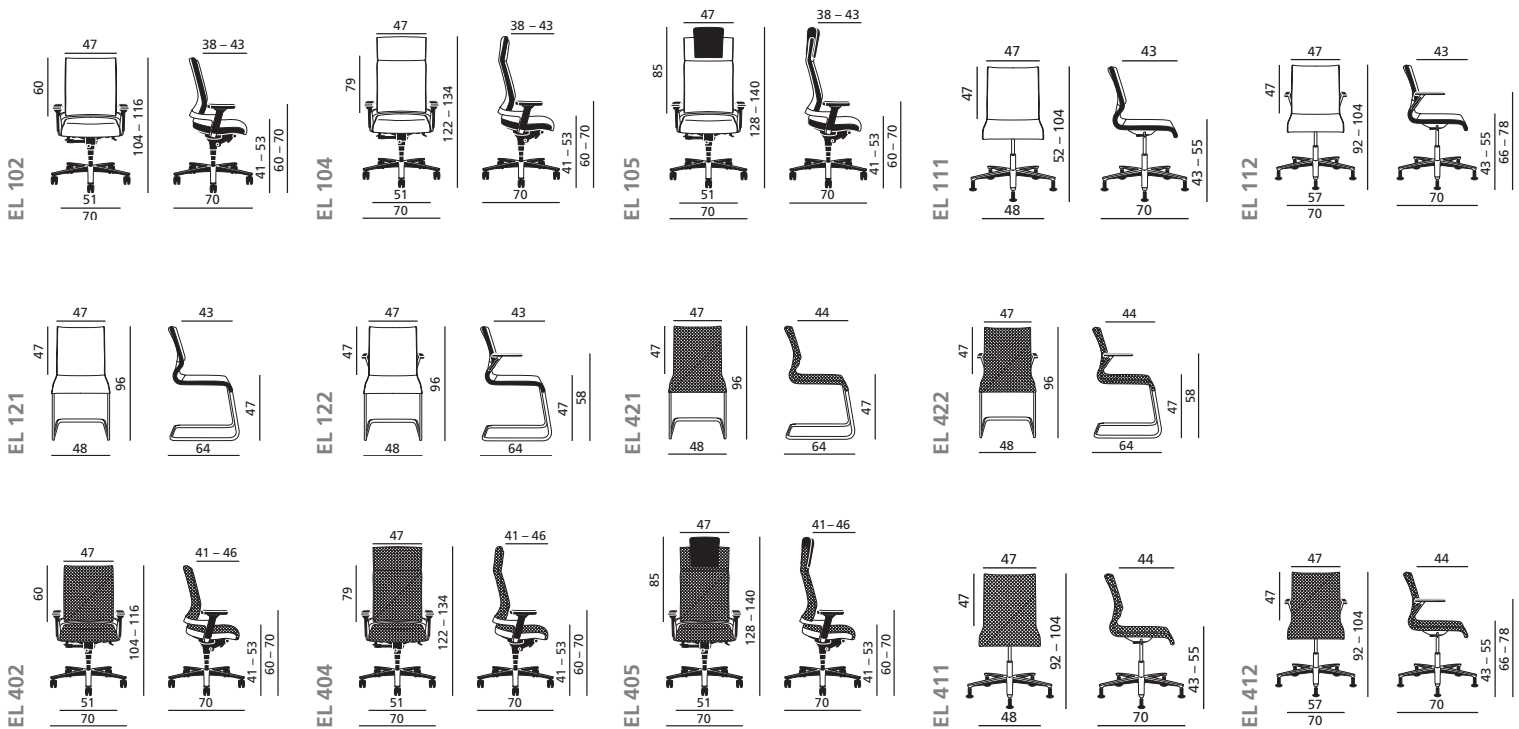 EL 102
47
60
104 – 116
51
70
38 – 43
41 – 53
60 – 70
70
EL 104
47
79
122 – 134
51
70
38 – 43
41 – 53
60 – 70
70
EL 105
47
85
128 – 140
51
70
38 – 43
41 – 53
60 – 70
70
EL 111
47
47
52 – 104
48
43
43 – 55
70
EL 112
47
47
92 – 104
57
70
43
43 – 55
66 – 78
70
EL 121
47
47
96
48
43
47
64
EL 122
47
47
96
48
43
47
58
64
EL 421
47
47
96
48
44
47
64
EL 422
47
47
96
48
44
47
58
64
EL 402
47
60
104 – 116
51
70
41 – 46
41 – 53
60 – 70
70
EL 404
47
79
122 – 134
51
70
41 – 46
41 – 53
60 – 70
70
EL 405
47
85
128 – 140
51
70
41–46
41 – 53
60 – 70
70
EL 411
47
47
92 – 104
48
44
43 – 55
70
EL 412
47
47
92 – 104
57
70
44
43 – 55
66 – 78
70